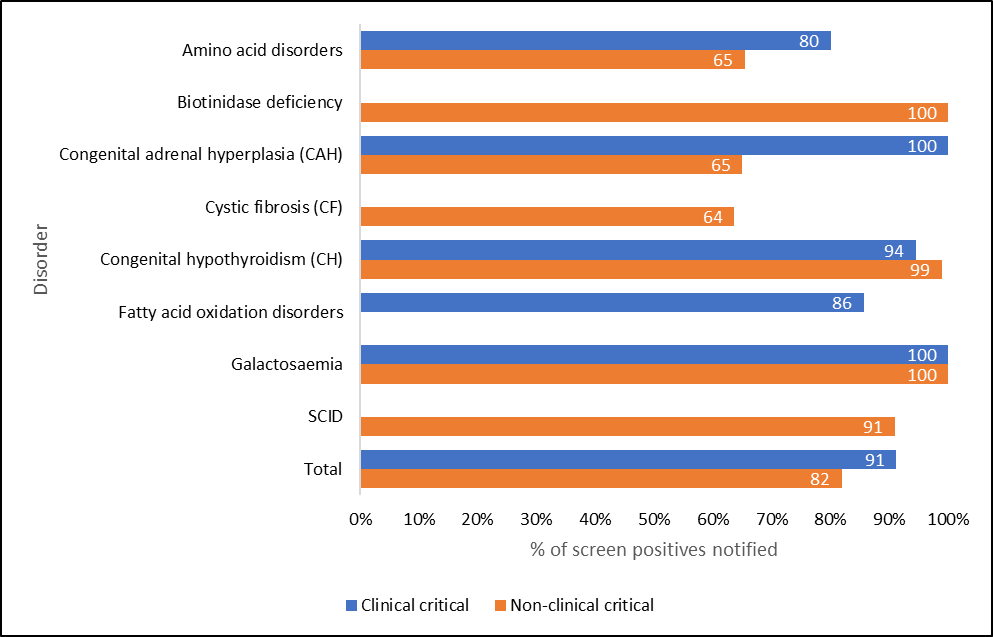 Disorder
Amino acid disorders
80
65
Biotinidase deficiency
100
Congenital adrenal hyperplasia (CAH)
100
65
Cystic fibrosis (CF)
64
Congenital hypothyroidism (CH)
94
99
Fatty acid oxidation disorders
86
Galactosaemia
100
100
SCID
91
Total
91
82
0% 10% 20% 30% 40% 50% 60% 70% 80% 90% 100%
% of screen positives notified
Clinical critical Non-clinical critical